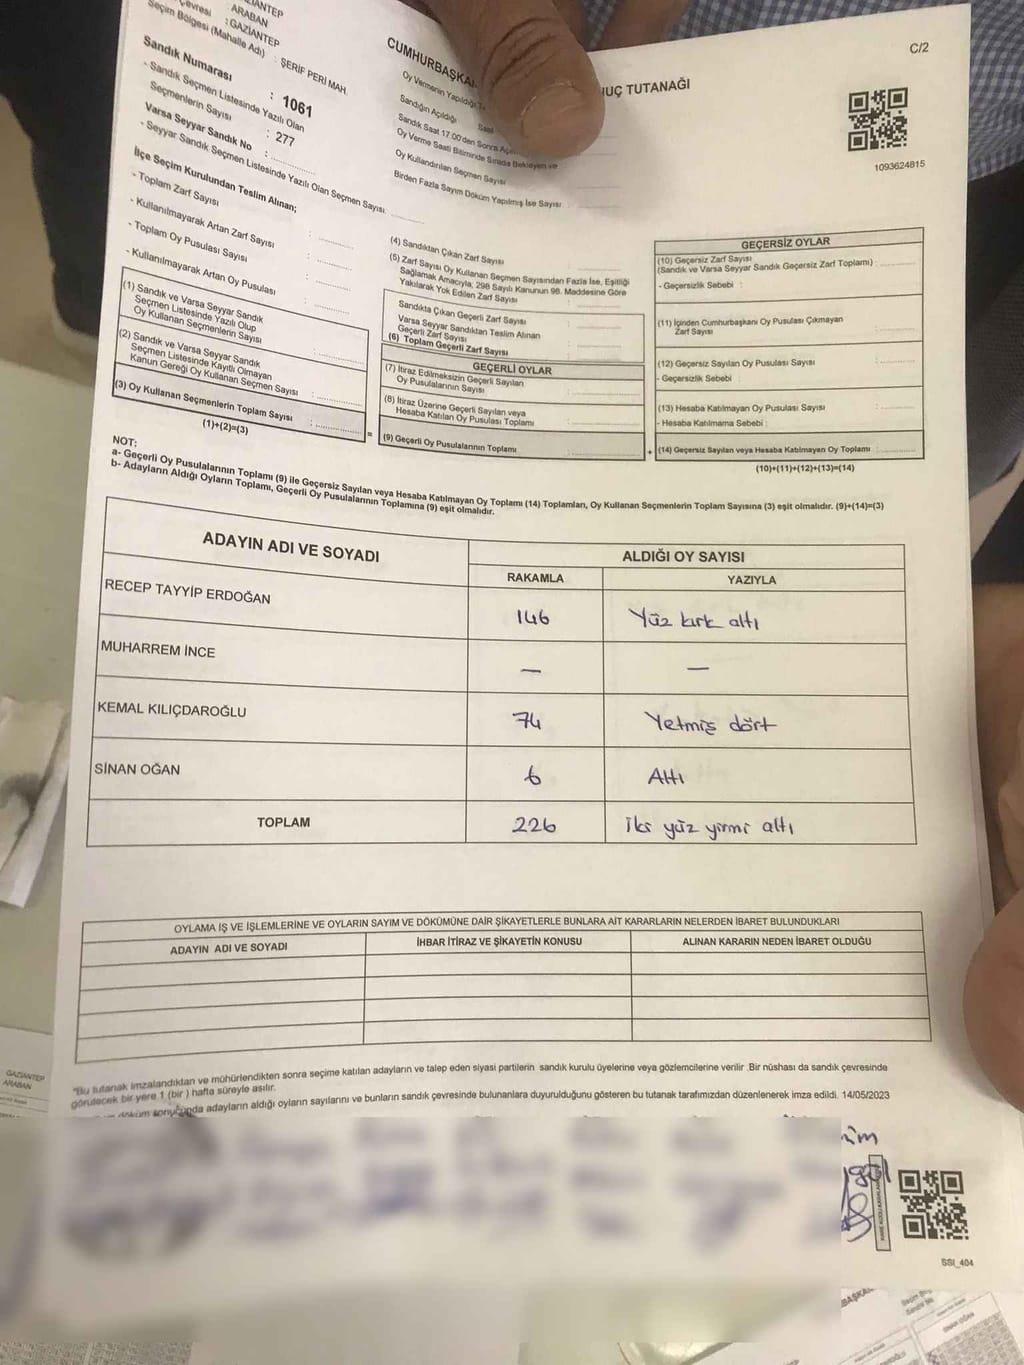 GAZİANTEP
: ARABAN
: GAZİANTEP
Seçim Bölgesi (Mahalle Adı) : ŞERİF PERİ MAH.
Sandık Numarası : 1061
- Sandık Seçmen Listesinde Yazılı Olan
Seçmenlerin Sayısı : 277
Varsa Seyyar Sandık No :
- Seyyar Sandık Seçmen Listesinde Yazılı Olan Seçmen Sayısı :
İlçe Seçim Kurulundan Teslim Alınan;
- Toplam Zarf Sayısı :
- Kullanılmayarak Artan Zarf Sayısı :
- Toplam Oy Pusulası Sayısı :
- Kullanılmayarak Artan Oy Pusulası :
(1) Sandık ve Varsa Seyyar Sandık
Seçmen Listesinde Yazılı Olup
Oy Kullanan Seçmenlerin Sayısı :
(2) Sandık ve Varsa Seyyar Sandık
Seçmen Listesinde Kayıtlı Olmayan
Kanun Gereği Oy Kullanan Seçmen Sayısı :
(3) Oy Kullanan Seçmenlerin Toplam Sayısı :
(1)+(2)=(3)
C/2
TUTANAĞI
1093624815
Oy Vermenin Yapıldığı
Sandığın Açıldığı Saat
Sandık Saat 17:00'den Sonra
Oy Verme Saati Bitiminde Sırada Bekleyen ve
Oy Kullandırılan Seçmen Sayısı
Birden Fazla Sayım Döküm Yapılmış İse Sayısı :
(4) Sandıktan Çıkan Zarf Sayısı :
(5) Zarf Sayısı Oy Kullanan Seçmen Sayısından Fazla İse, Eşitliği
Sağlamak Amacıyla; 298 Sayılı Kanunun 98. Maddesine Göre
Yakılarak Yok Edilen Zarf Sayısı :
Sandıkta Çıkan Geçerli Zarf Sayısı :
Varsa Seyyar Sandıktan Teslim Alınan
Geçerli Zarf Sayısı :
(6) Toplam Geçerli Zarf Sayısı :
GEÇERLİ OYLAR
(7) İtiraz Edilmeksizin Geçerli Sayılan
Oy Pusulalarının Sayısı :
(8) İtiraz Üzerine Geçerli Sayılan veya
Hesaba Katılan Oy Pusulası Toplamı :
= (9) Geçerli Oy Pusulalarının Toplamı :
+
GEÇERSİZ OYLAR
(10) Geçersiz Zarf Sayısı
(Sandık ve Varsa Seyyar Sandık Geçersiz Zarf Toplamı) :
- Geçersizlik Sebebi :
(11) İçinden Cumhurbaşkanı Oy Pusulası Çıkmayan
Zarf Sayısı :
(12) Geçersiz Sayılan Oy Pusulası Sayısı :
- Geçersizlik Sebebi :
(13) Hesaba Katılmayan Oy Pusulası Sayısı :
- Hesaba Katılmama Sebebi :
(14) Geçersiz Sayılan veya Hesaba Katılmayan Oy Toplamı :
(10)+(11)+(12)+(13)=(14)
NOT:
a- Geçerli Oy Pusulalarının Toplamı (9) ile Geçersiz Sayılan veya Hesaba Katılmayan Oy Toplamı (14) Toplamları, Oy Kullanan Seçmenlerin Toplam Sayısına (3) eşit olmalıdır. (9)+(14)=(3)
b- Adayların Aldığı Oyların Toplamı, Geçerli Oy Pusulalarının Toplamına (9) eşit olmalıdır.
ADAYIN ADI VE SOYADI
ALDIĞI OY SAYISI
RAKAMLA YAZIYLA
RECEP TAYYİP ERDOĞAN 146 Yüz kırk altı
MUHARREM İNCE — —
KEMAL KILIÇDAROĞLU 74 Yetmiş dört
SİNAN OĞAN 6 Altı
TOPLAM 226 iki yüz yirmi altı
OYLAMA İŞ VE İŞLEMLERİNE VE OYLARIN SAYIM VE DÖKÜMÜNE DAİR ŞİKAYETLERLE BUNLARA AİT KARARLARIN NELERDEN İBARET BULUNDUKLARI
ADAYIN ADI VE SOYADI İHBAR İTİRAZ VE ŞİKAYETİN KONUSU ALINAN KARARIN NEDEN İBARET OLDUĞU
*Bu tutanak imzalandıktan ve mühürlendikten sonra seçime katılan adayların ve talep eden siyasi partilerin sandık kurulu üyelerine veya gözlemcilerine verilir .Bir nüshası da sandık çevresinde
görülecek bir yere 1 (bir ) hafta süreyle asılır.
döküm sonucunda adayların aldığı oyların sayılarını ve bunların sandık çevresinde bulunanlara duyurulduğunu gösteren bu tutanak tarafımızdan düzenlenerek imza edildi. 14/05/2023
SSI_404
GAZİANTEP
ARABAN